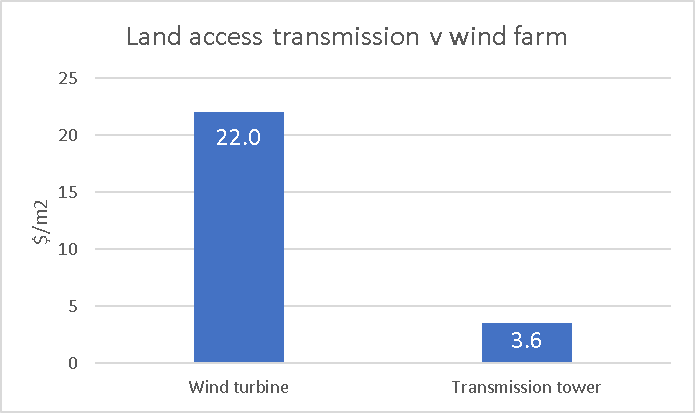 Land access transmission v wind farm
25
20
15
10
5
0
$/m2
22.0
3.6
Wind turbine
Transmission tower